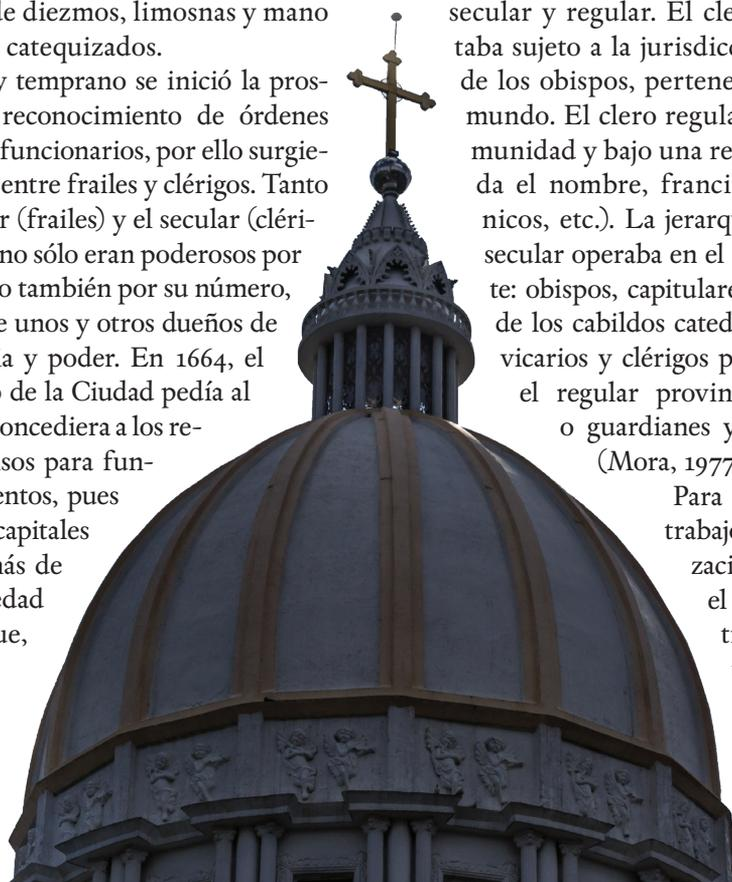 de diezmos, limosnas y mano
catequizados.
y temprano se inició la pros-
reconocimiento de órdenes
funcionarios, por ello surgie-
entre frailes y clérigos. Tanto
r (frailes) y el secular (cléri-
no sólo eran poderosos por
o también por su número,
e unos y otros dueños de
a y poder. En 1664, el
o de la Ciudad pedía al
oncediera a los re-
sos para fun-
entos, pues
capitales
más de
edad
ue,
secular y regular. El cle
taba sujeto a la jurisdic
de los obispos, pertene
mundo. El clero regula
munidad y bajo una re
da el nombre, franci
nicos, etc.). La jerarq
secular operaba en el
te: obispos, capitulare
de los cabildos cated
vicarios y clérigos p
el regular provin
o guardianes y
(Mora, 1977
Para
trabaj
zaci
el
t